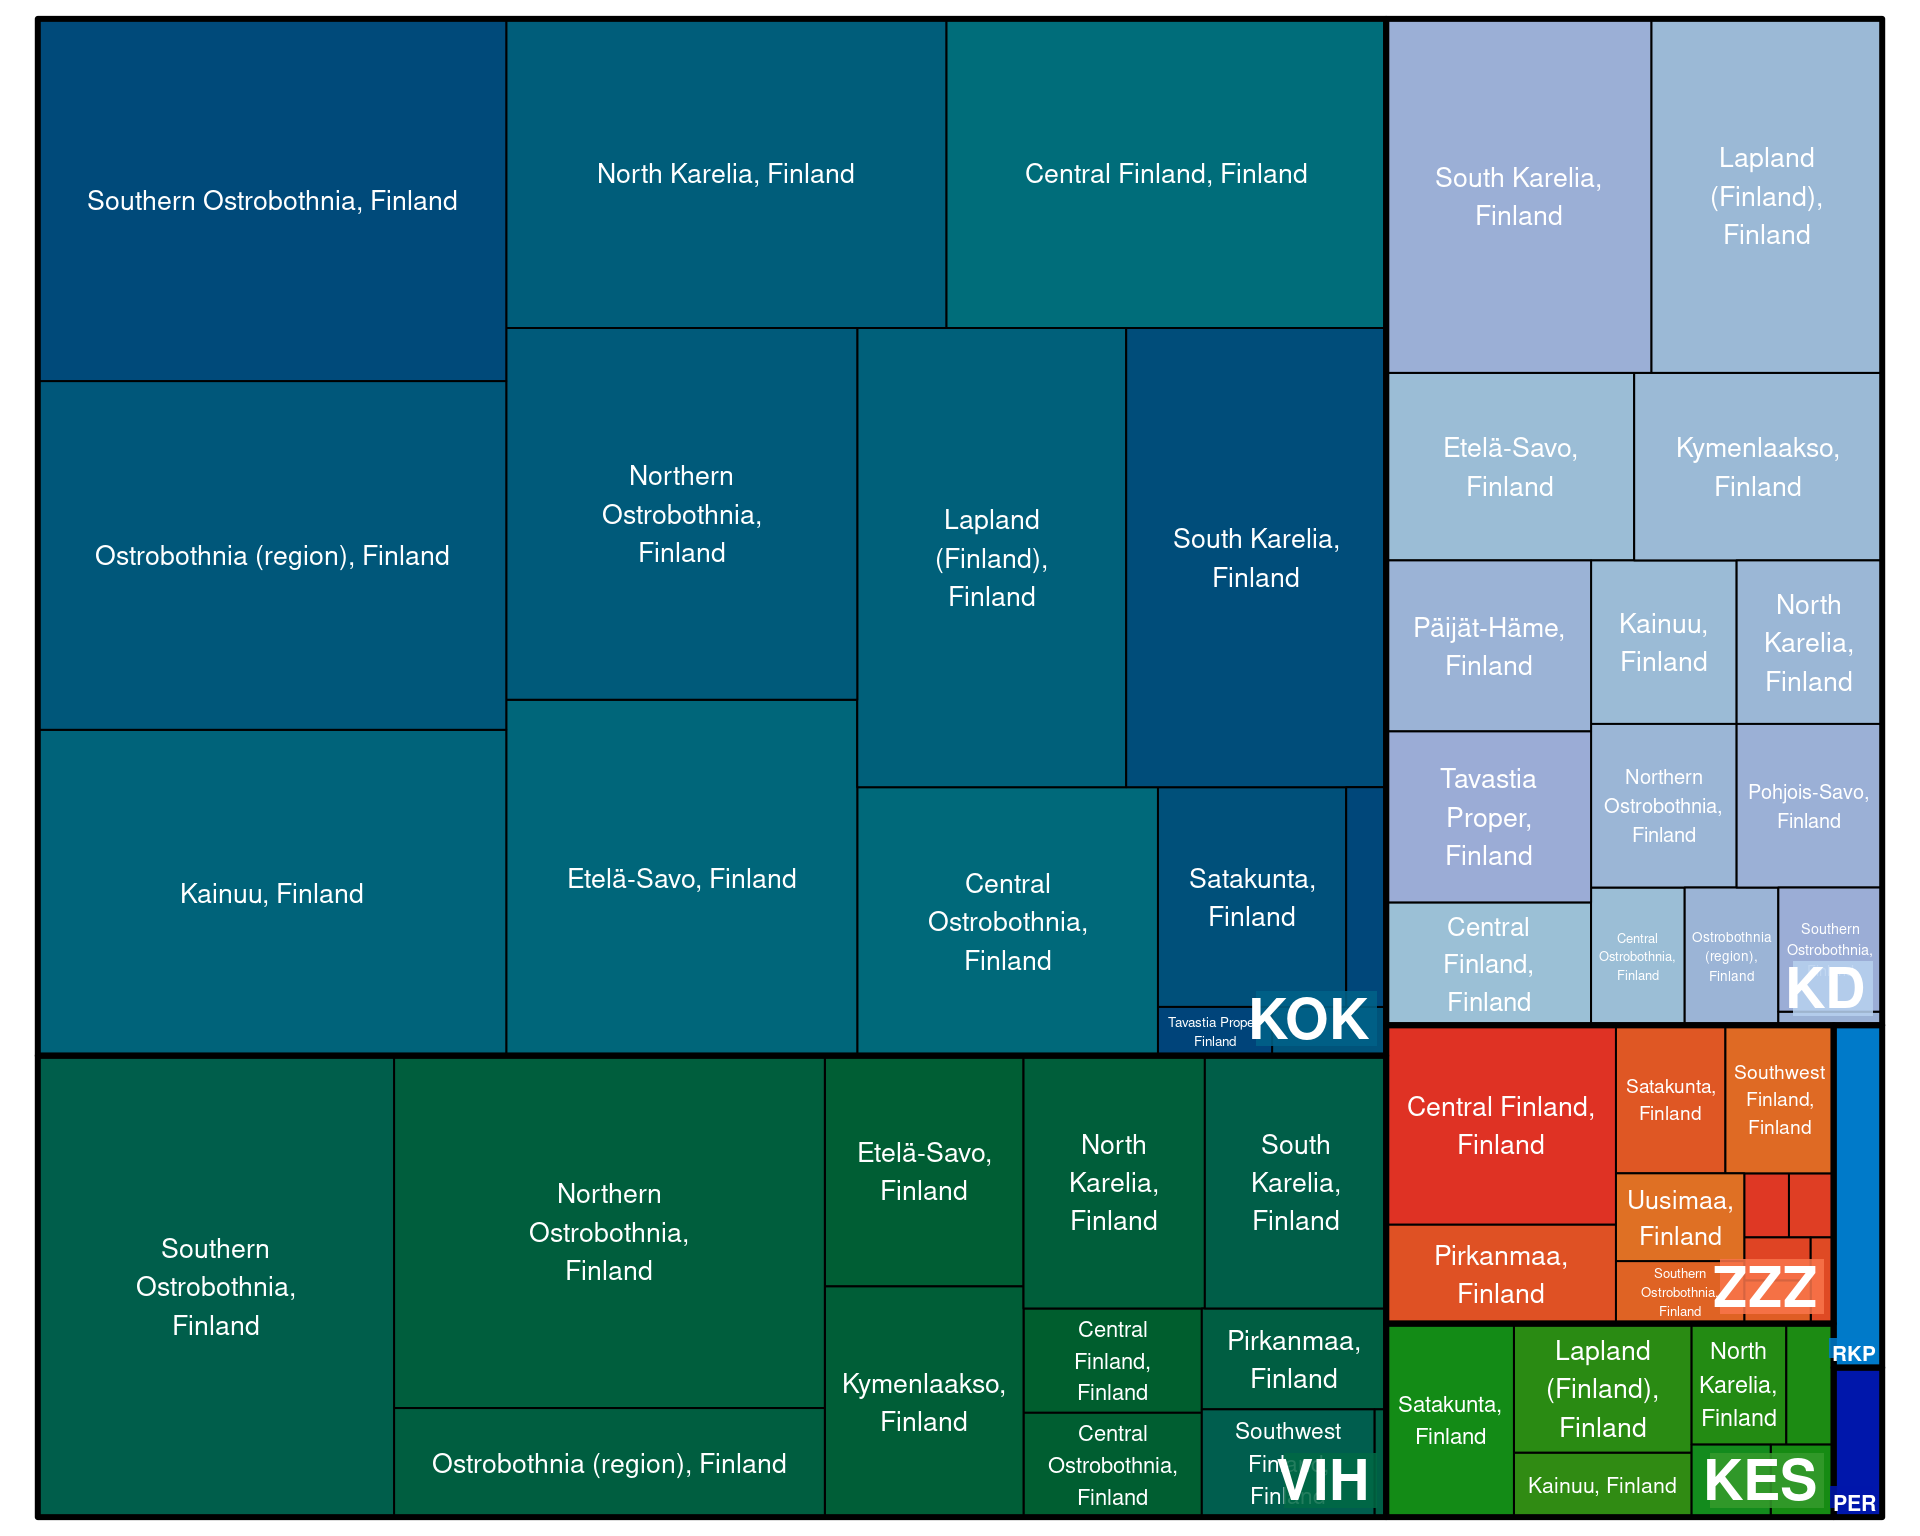 Southern Ostrobothnia, Finland
North Karelia, Finland
Central Finland, Finland
Ostrobothnia (region), Finland
Northern
Ostrobothnia,
Finland
Lapland
(Finland),
Finland
South Karelia,
Finland
Kainuu, Finland
Etelä-Savo, Finland
Central
Ostrobothnia,
Finland
Satakunta,
Finland
Tavastia Proper
Finland
KOK
South Karelia,
Finland
Lapland
(Finland),
Finland
Etelä-Savo,
Finland
Kymenlaakso,
Finland
Päijät-Häme,
Finland
Kainuu,
Finland
North
Karelia,
Finland
Tavastia
Proper,
Finland
Northern
Ostrobothnia,
Finland
Pohjois-Savo,
Finland
Central
Finland,
Finland
Central
Ostrobothnia,
Finland
Ostrobothnia
(region),
Finland
Southern
Ostrobothnia,
KD
Southern
Ostrobothnia,
Finland
Northern
Ostrobothnia,
Finland
Ostrobothnia (region), Finland
Etelä-Savo,
Finland
Kymenlaakso,
Finland
North
Karelia,
Finland
South
Karelia,
Finland
Central
Finland,
Finland
Pirkanmaa,
Finland
Central
Ostrobothnia,
Finland
Southwest
Finland,
Finland
VIH
Central Finland,
Finland
Satakunta,
Finland
Southwest
Finland,
Finland
Pirkanmaa,
Finland
Uusimaa,
Finland
Southern
Ostrobothnia,
Finland
ZZZ
RKP
Satakunta,
Finland
Lapland
(Finland),
Finland
North
Karelia,
Finland
Kainuu, Finland
KES
PER